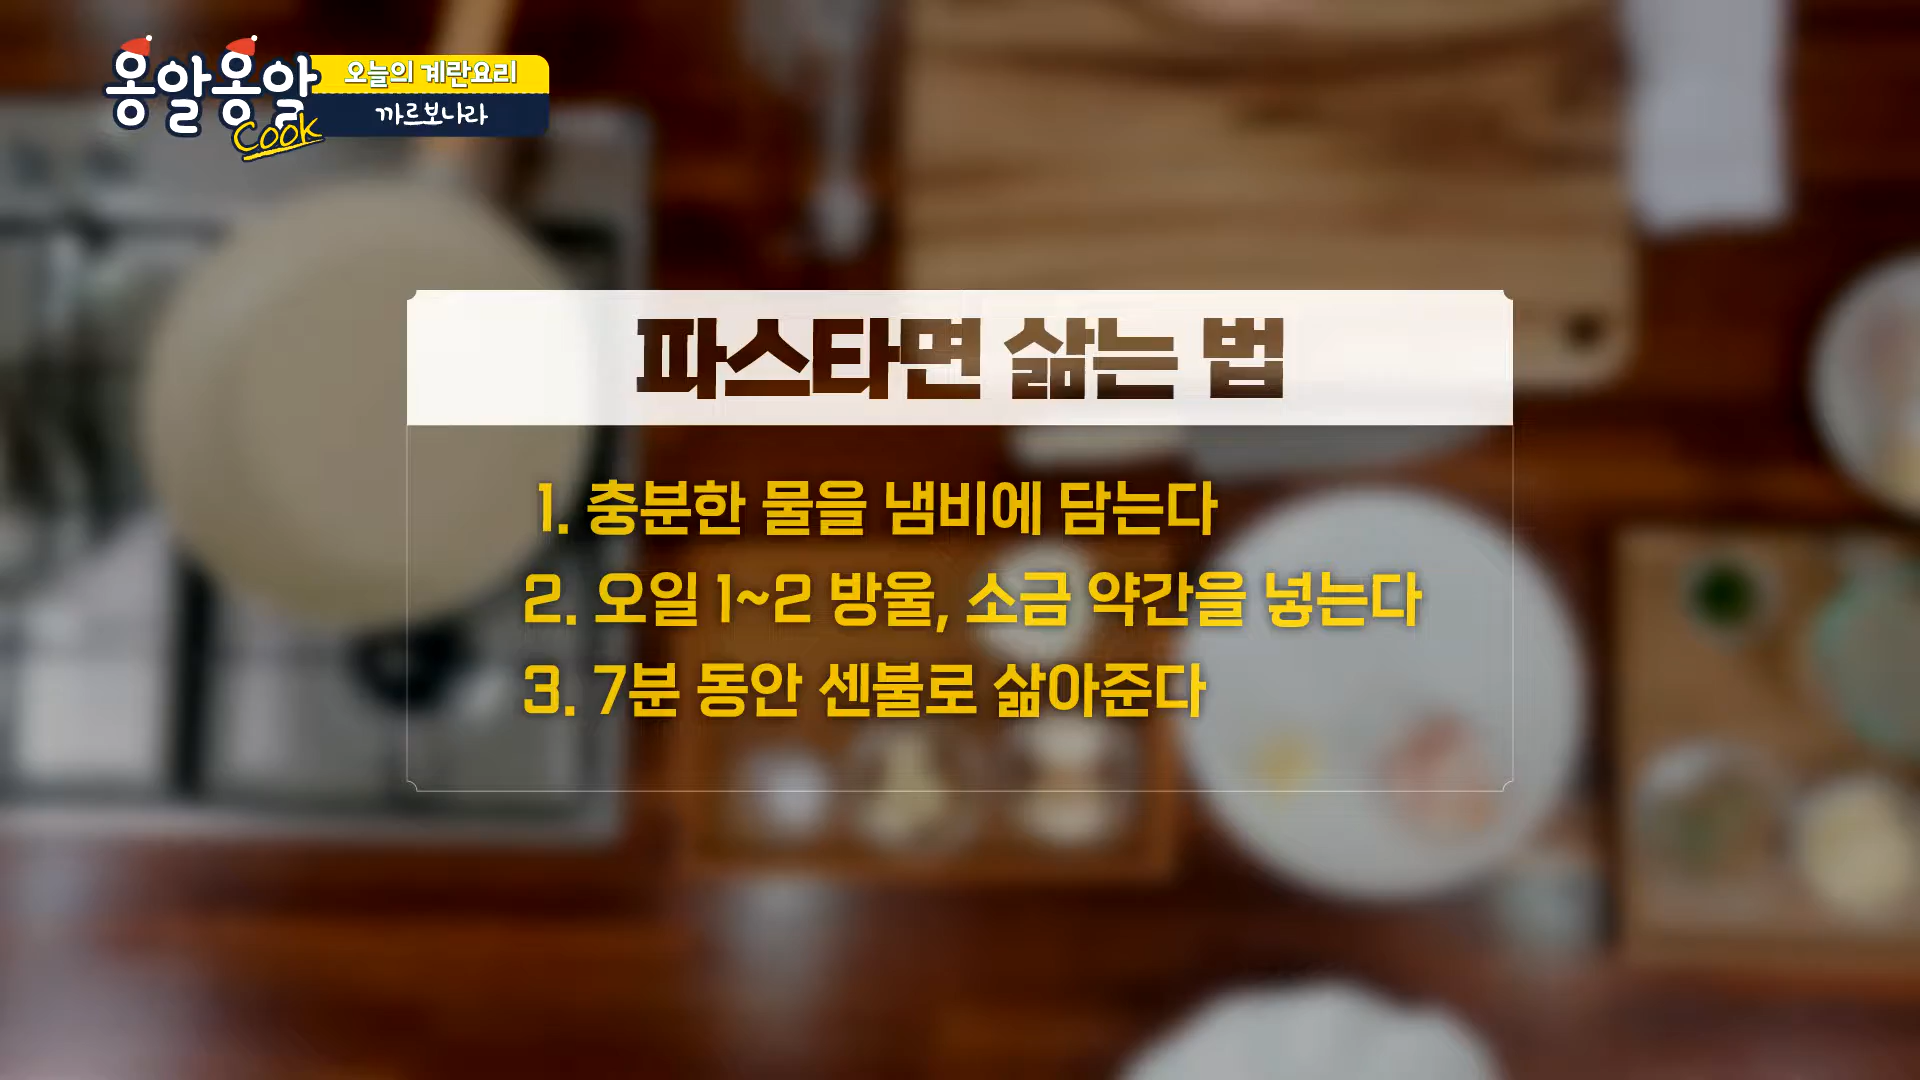 옹알옹알
Cook
오늘의 계란요리
까르보나라
파스타면 삶는 법
1. 충분한 물을 냄비에 담는다
2. 오일 1~2 방울, 소금 약간을 넣는다
3. 7분 동안 센불로 삶아준다